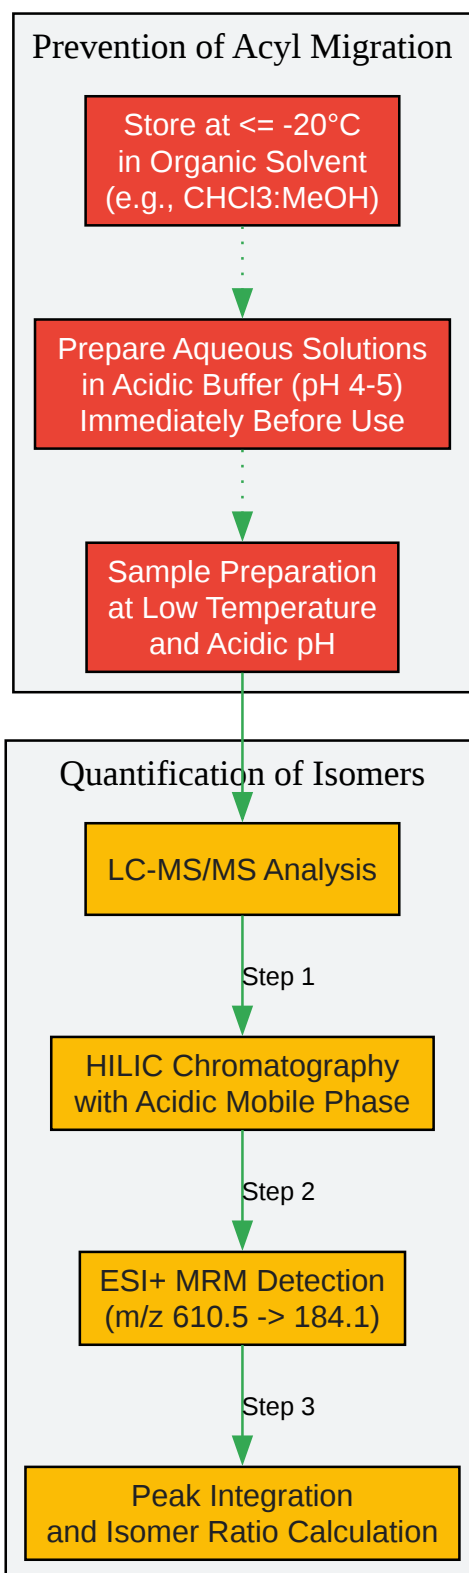 Prevention of Acyl Migration
Store at <= -20°C
in Organic Solvent
(e.g., CHCl3:MeOH)
Prepare Aqueous Solutions
in Acidic Buffer (pH 4-5)
Immediately Before Use
Sample Preparation
at Low Temperature
and Acidic pH
Quantification of Isomers
LC-MS/MS Analysis
Step 1
HILIC Chromatography
with Acidic Mobile Phase
Step 2
ESI+ MRM Detection
(m/z 610.5 -> 184.1)
Step 3
Peak Integration
and Isomer Ratio Calculation